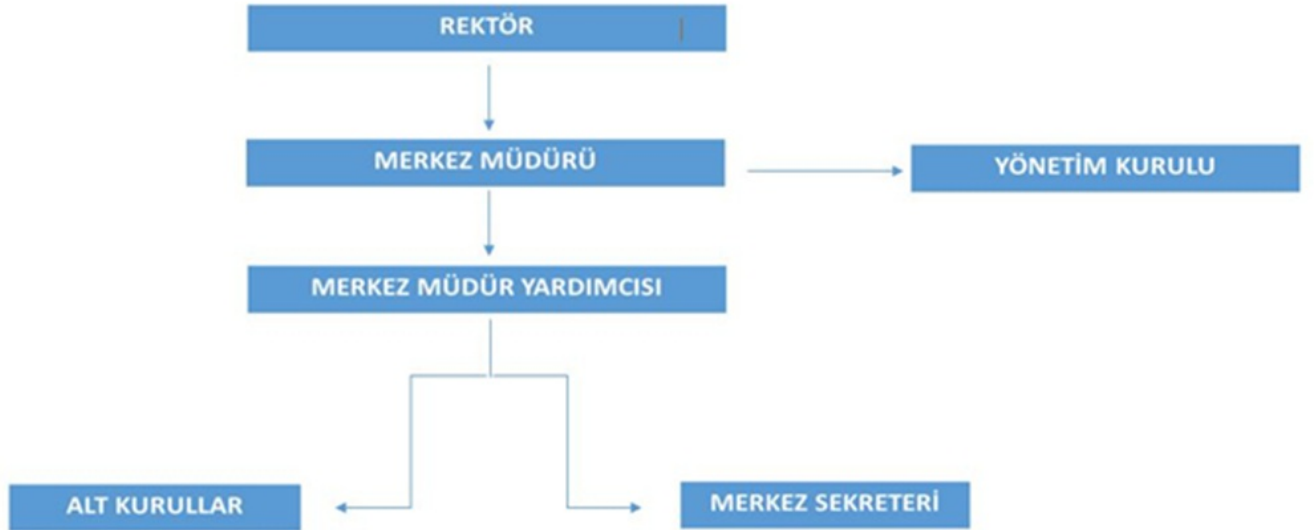 REKTÖR
MERKEZ MÜDÜRÜ
YÖNETİM KURULU
MERKEZ MÜDÜR YARDIMCISI
ALT KURULLAR
MERKEZ SEKRETERİ